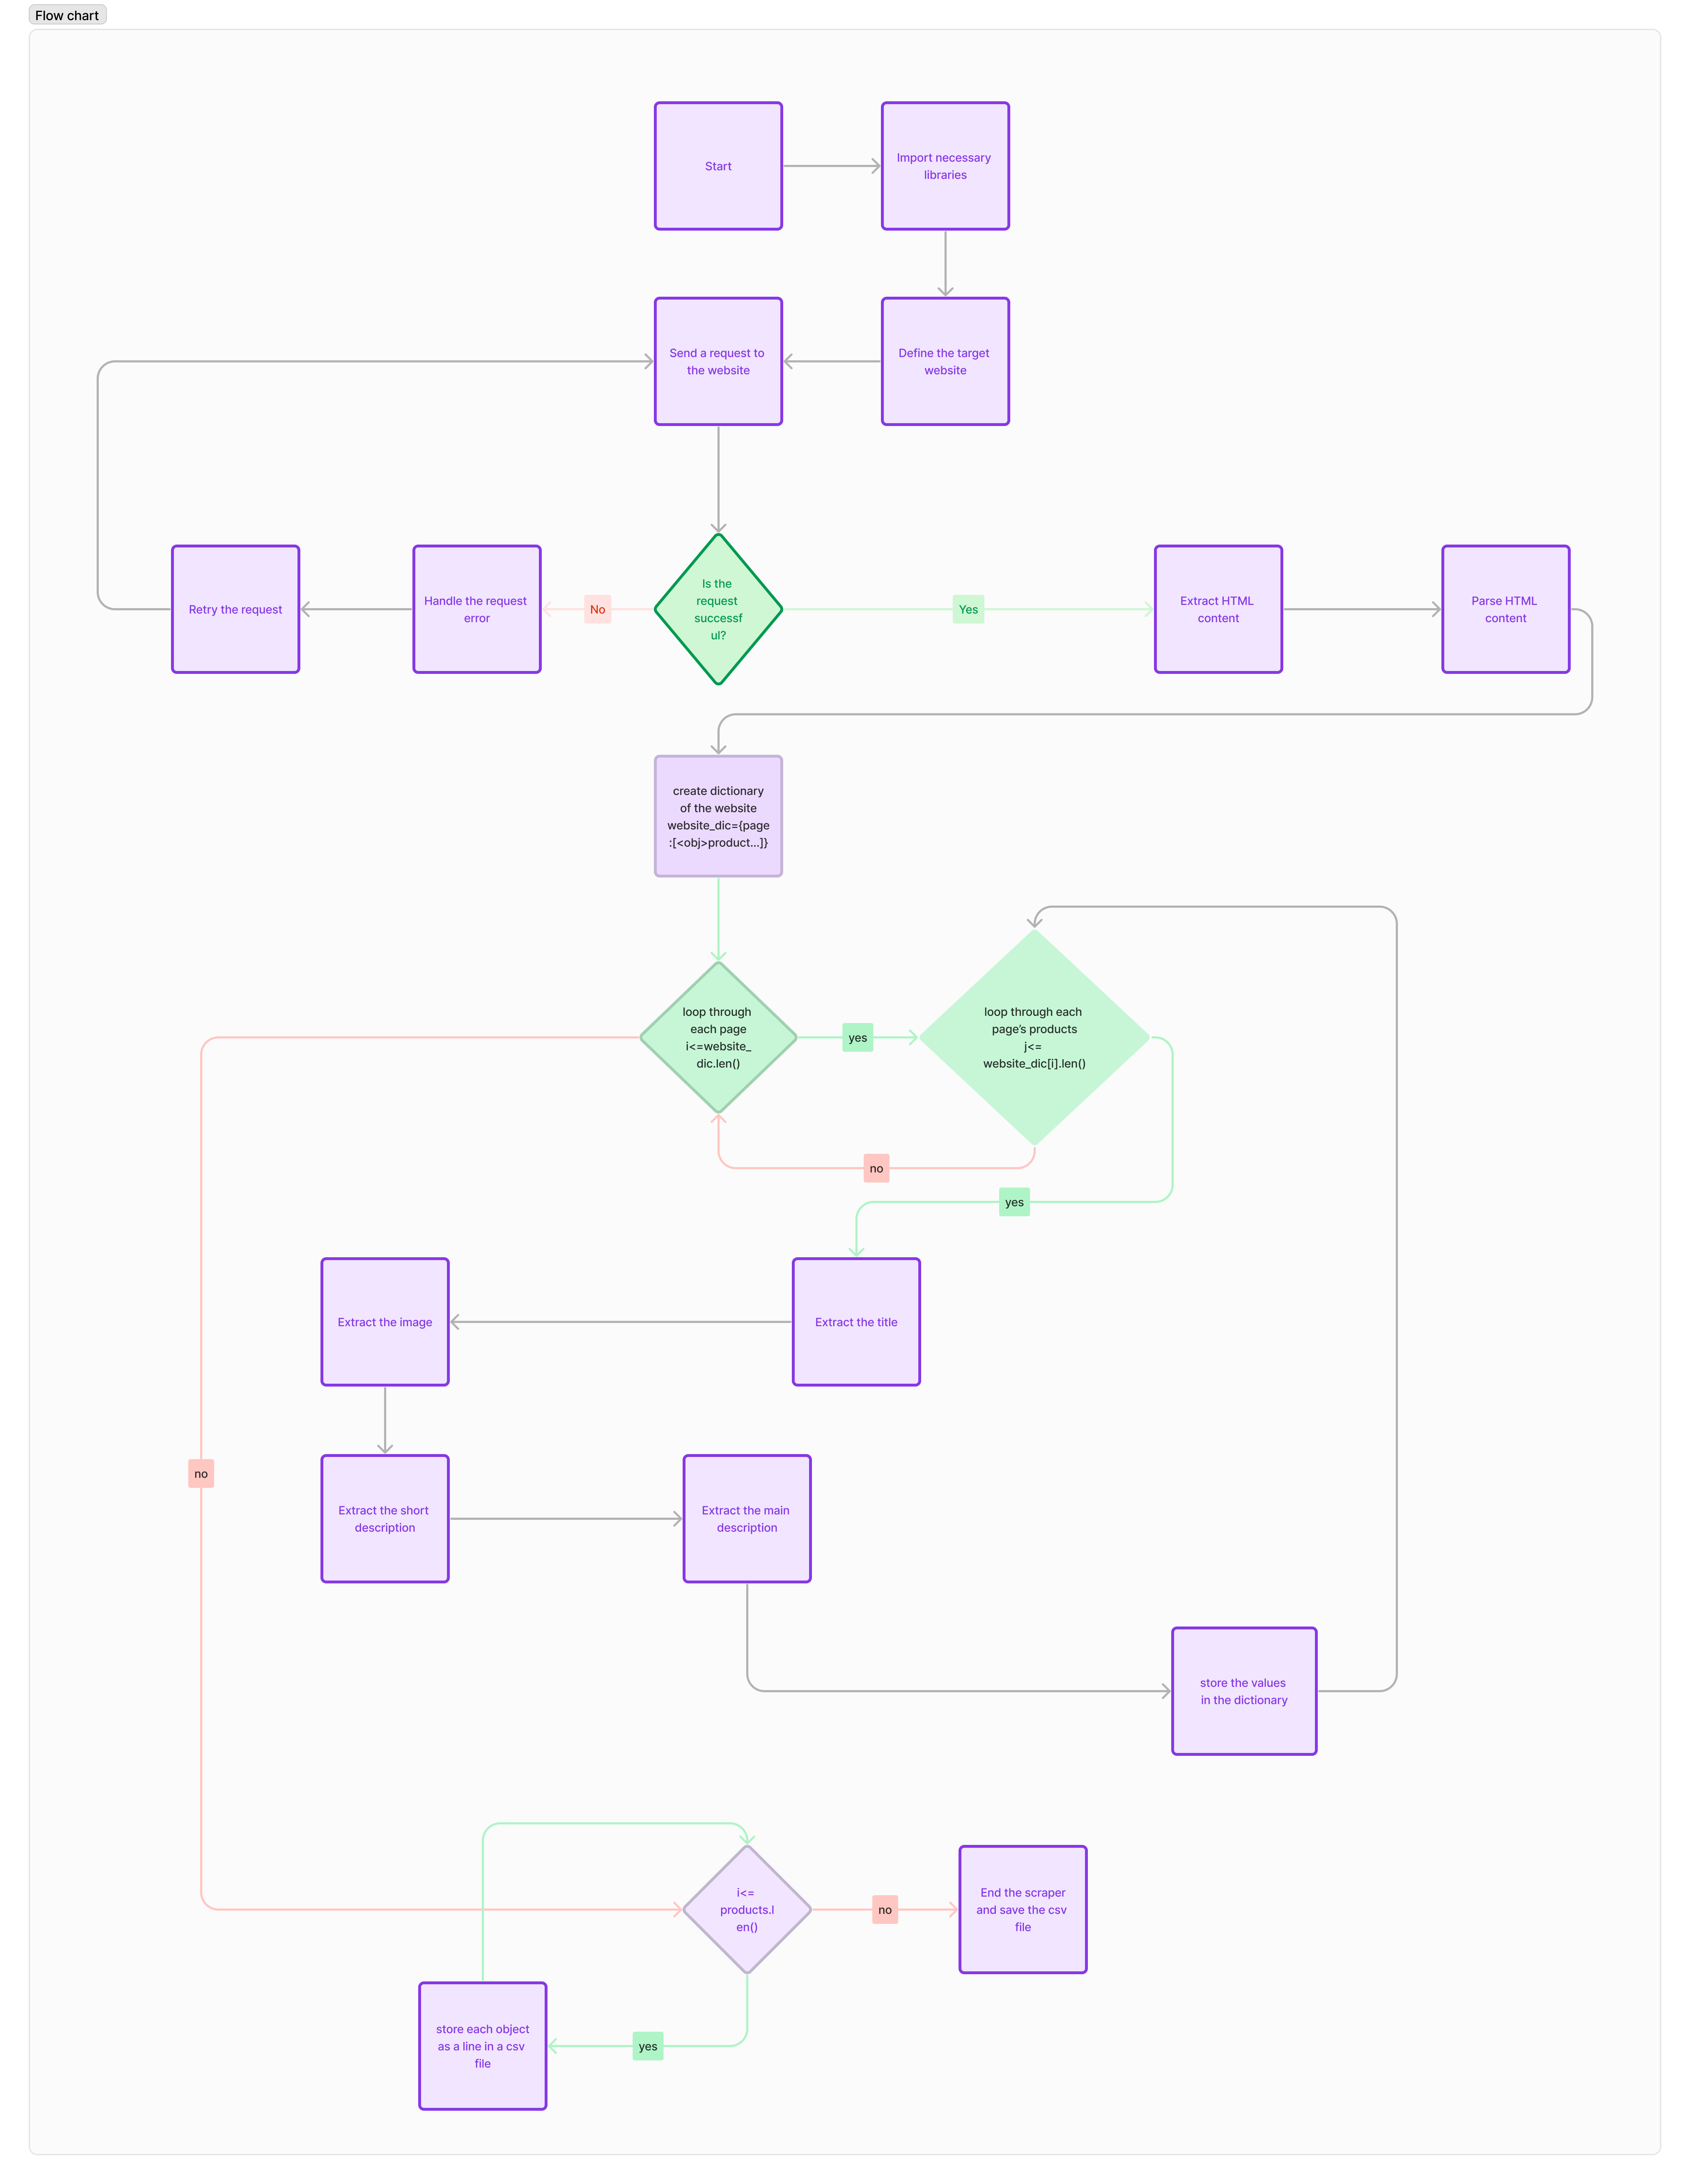 Flow chart
Start
Import necessary
libraries
Send a request to
the website
Define the target
website
Retry the request
Handle the request
error
No
Is the
request
successf
ul?
Yes
Extract HTML
content
Parse HTML
content
create dictionary
of the website
website_dic={page
:[<obj>product...]}
loop through
each page
i<=website_
dic.len()
yes
loop through each
page's products
j<=
website_dic[i].len()
no
yes
Extract the image
Extract the title
no
Extract the short
description
Extract the main
description
store the values
in the dictionary
i<=
products.l
en()
no
End the scraper
and save the csv
file
store each object
as a line in a csv
file
yes